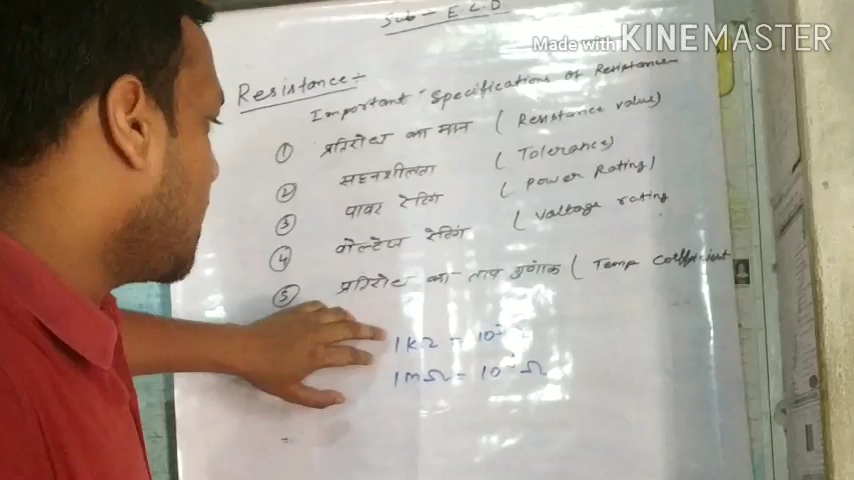 Sub - E.C.D
Made with KINEMASTER
Resistance :-
Important Specifications of Resistance
① प्रतिरोध का मान ( Resistance value)
② सहनशीलता ( Tolerance)
③ पावर रेटिंग ( Power Rating)
④ वोल्टेज रेटिंग ( Voltage rating
⑤ प्रतिरोध का ताप गुणांक ( Temp Coefficient
1KΩ = 10
1MΩ = 10 Ω